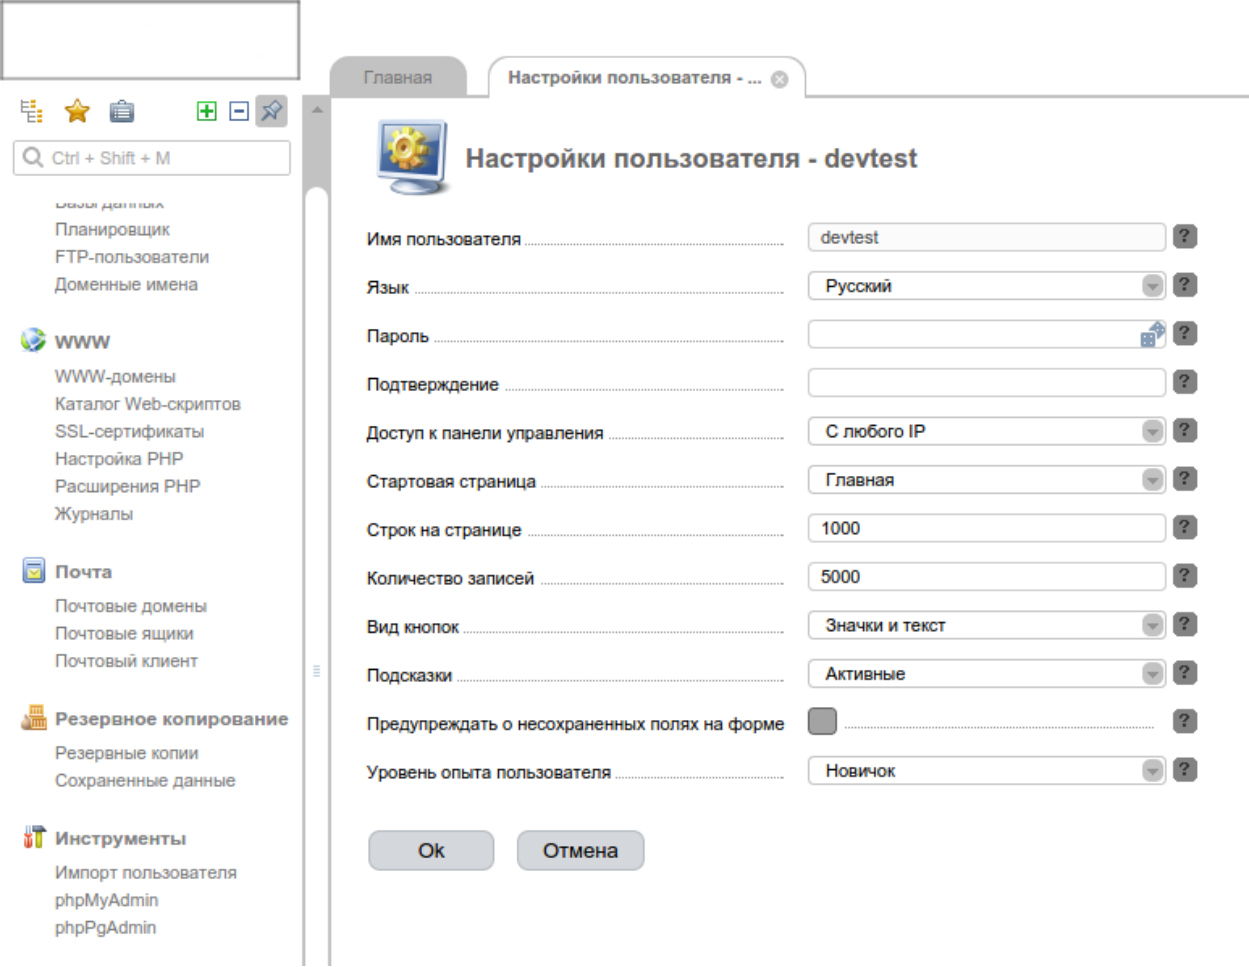 Главная
Настройки пользователя - ...
Ctrl + Shift + M
Базы данных
Планировщик
FTP-пользователи
Доменные имена
WWW
WWW-домены
Каталог Web-скриптов
SSL-сертификаты
Настройка PHP
Расширения PHP
Журналы
Почта
Почтовые домены
Почтовые ящики
Почтовый клиент
Резервное копирование
Резервные копии
Сохраненные данные
Инструменты
Импорт пользователя
phpMyAdmin
phpPgAdmin
Настройки пользователя - devtest
Имя пользователя devtest ?
Язык Русский ?
Пароль ?
Подтверждение ?
Доступ к панели управления С любого IP ?
Стартовая страница Главная ?
Строк на странице 1000 ?
Количество записей 5000 ?
Вид кнопок Значки и текст ?
Подсказки Активные ?
Предупреждать о несохраненных полях на форме ?
Уровень опыта пользователя Новичок ?
Ok Отмена